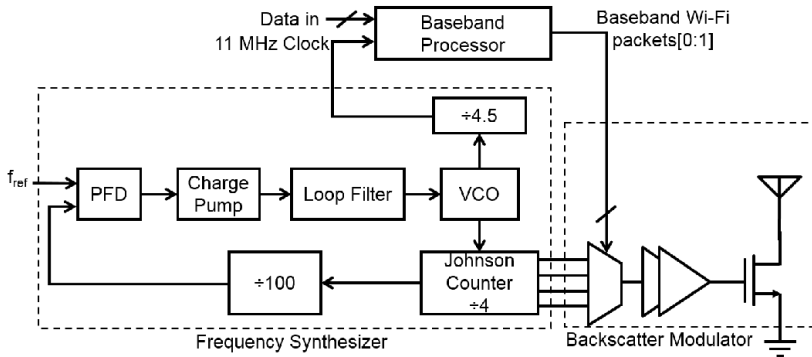 Data in
11 MHz Clock
Baseband
Processor
Baseband Wi-Fi
packets[0:1]
÷4.5
fref
PFD
Charge
Pump
Loop Filter
VCO
÷100
Johnson
Counter
÷4
Frequency Synthesizer
Backscatter Modulator